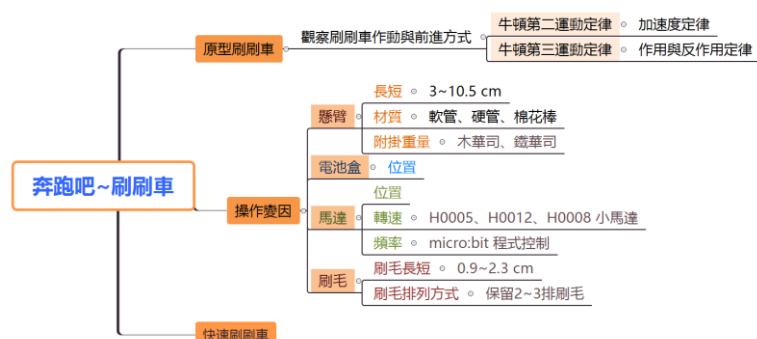 奔跑吧~刷刷車
原型刷刷車
觀察刷刷車作動與前進方式
牛頓第二運動定律 加速度定律
牛頓第三運動定律 作用與反作用定律
操作變因
懸臂
長短 3~10.5 cm
材質 軟管、硬管、棉花棒
附掛重量 木華司、鐵華司
電池盒 位置
馬達
位置
轉速 H0005、H0012、H0008 小馬達
頻率 micro:bit 程式控制
刷毛
刷毛長短 0.9~2.3 cm
刷毛排列方式 保留2~3排刷毛
快速刷刷車